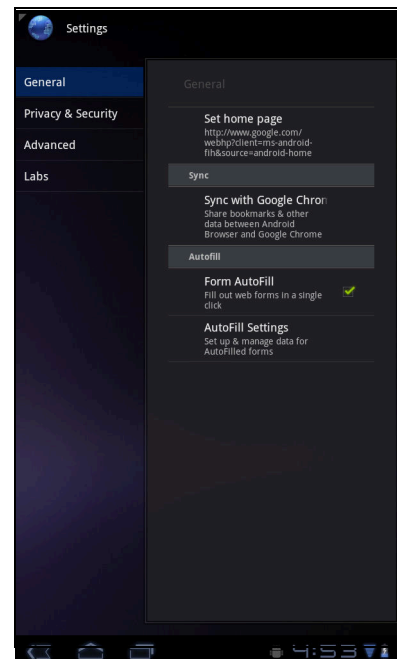 Settings
General
Privacy & Security
Advanced
Labs
General
Set home page
http://www.google.com/
webhp?client=ms-android-
fih&source=android-home
Sync
Sync with Google Chron
Share bookmarks & other
data between Android
Browser and Google Chrome
Autofill
Form AutoFill
Fill out web forms in a single
click
AutoFill Settings
Set up & manage data for
AutoFilled forms
4:53